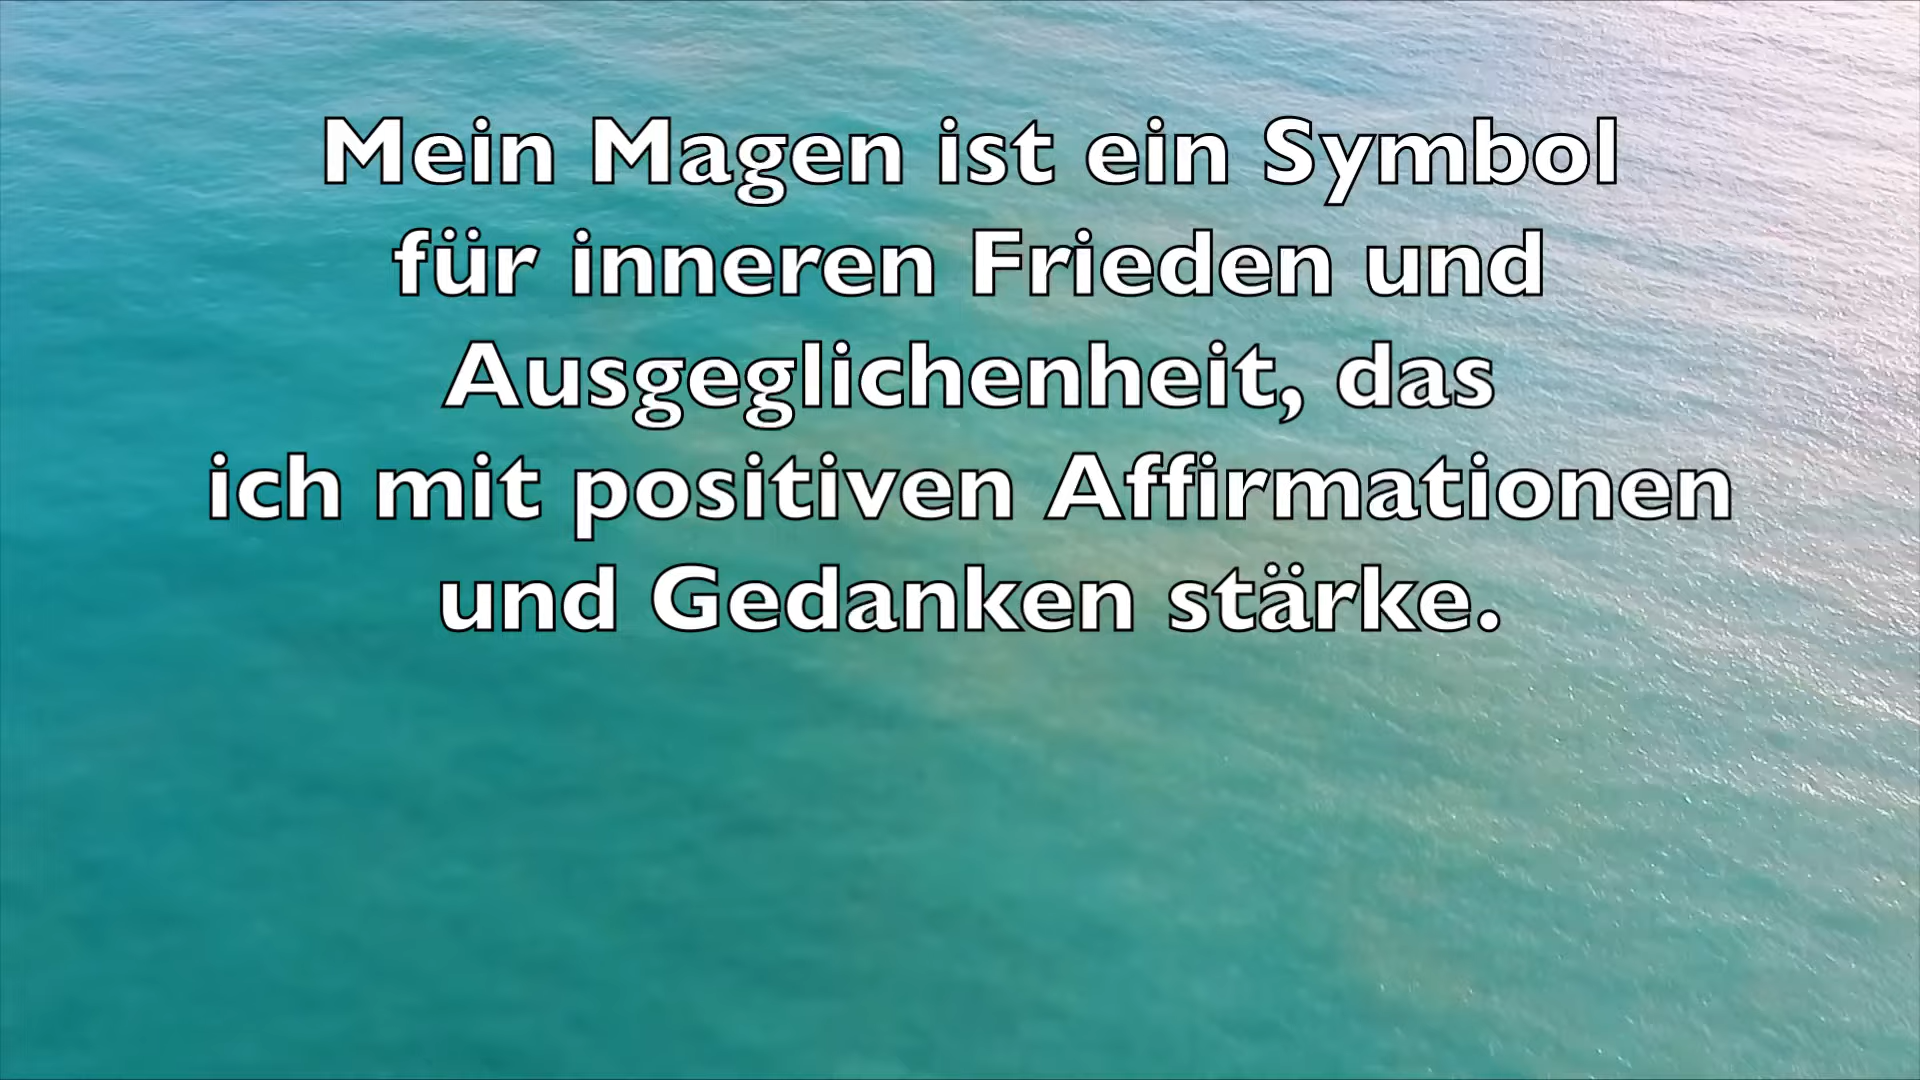 Mein Magen ist ein Symbol
für inneren Frieden und
Ausgeglichenheit, das
ich mit positiven Affirmationen
und Gedanken stärke.